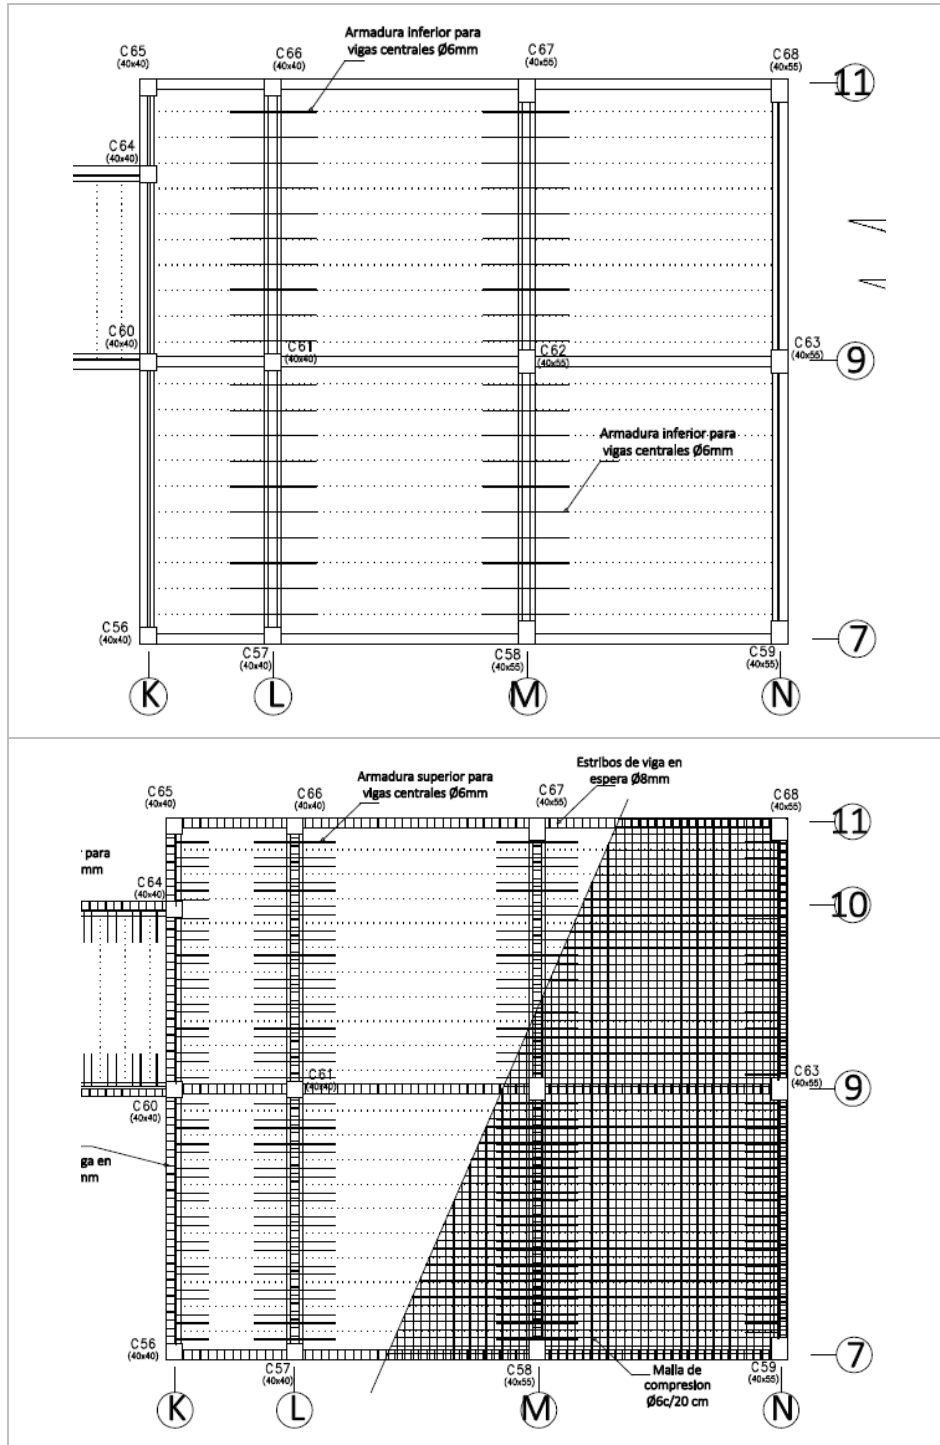 Armadura inferior para
vigas centrales Ø6mm
C65
(40x40)
C66
(40x40)
C67
(40x55)
C68
(40x55)
11
C64
(40x40)
C60
(40x40)
C61
(40x40)
C62
(40x55)
C63
(40x55)
9
Armadura inferior para
vigas centrales Ø6mm
C56
(40x40)
C57
(40x40)
C58
(40x55)
C59
(40x55)
7
K
L
M
N
Estribos de viga en
espera Ø8mm
Armadura superior para
vigas centrales Ø6mm
C65
(40x40)
C66
(40x40)
C67
(40x55)
C68
(40x55)
11
para
mm
C64
(40x40)
10
C61
(40x40)
C63
(40x55)
9
C60
(40x40)
ga en
mm
C56
(40x40)
C57
(40x40)
C58
(40x55)
Malla de
compresion
Ø6c/20 cm
C59
(40x55)
7
K
L
M
N